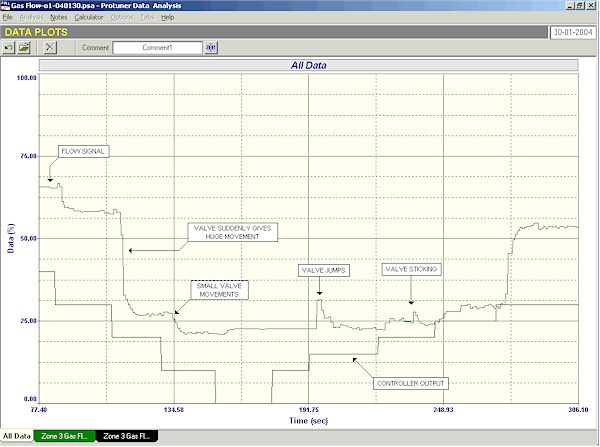 Gas Flow-o1-040130.psa - Protuner Data Analysis
File Analysis Notes Calculator Options Tabs Help
DATA PLOTS
30-01-2004
Comment Comment1
All Data
100.00
75.00
50.00
25.00
0.00
Data (%)
FLOW SIGNAL
VALVE SUDDENLY GIVES
HUGE MOVEMENT
SMALL VALVE
MOVEMENTS
VALVE JUMPS
VALVE STICKING
CONTROLLER OUTPUT
77.40 134.58 191.75 248.93 306.10
Time (sec)
All Data Zone 3 Gas Fl... Zone 3 Gas Fl...